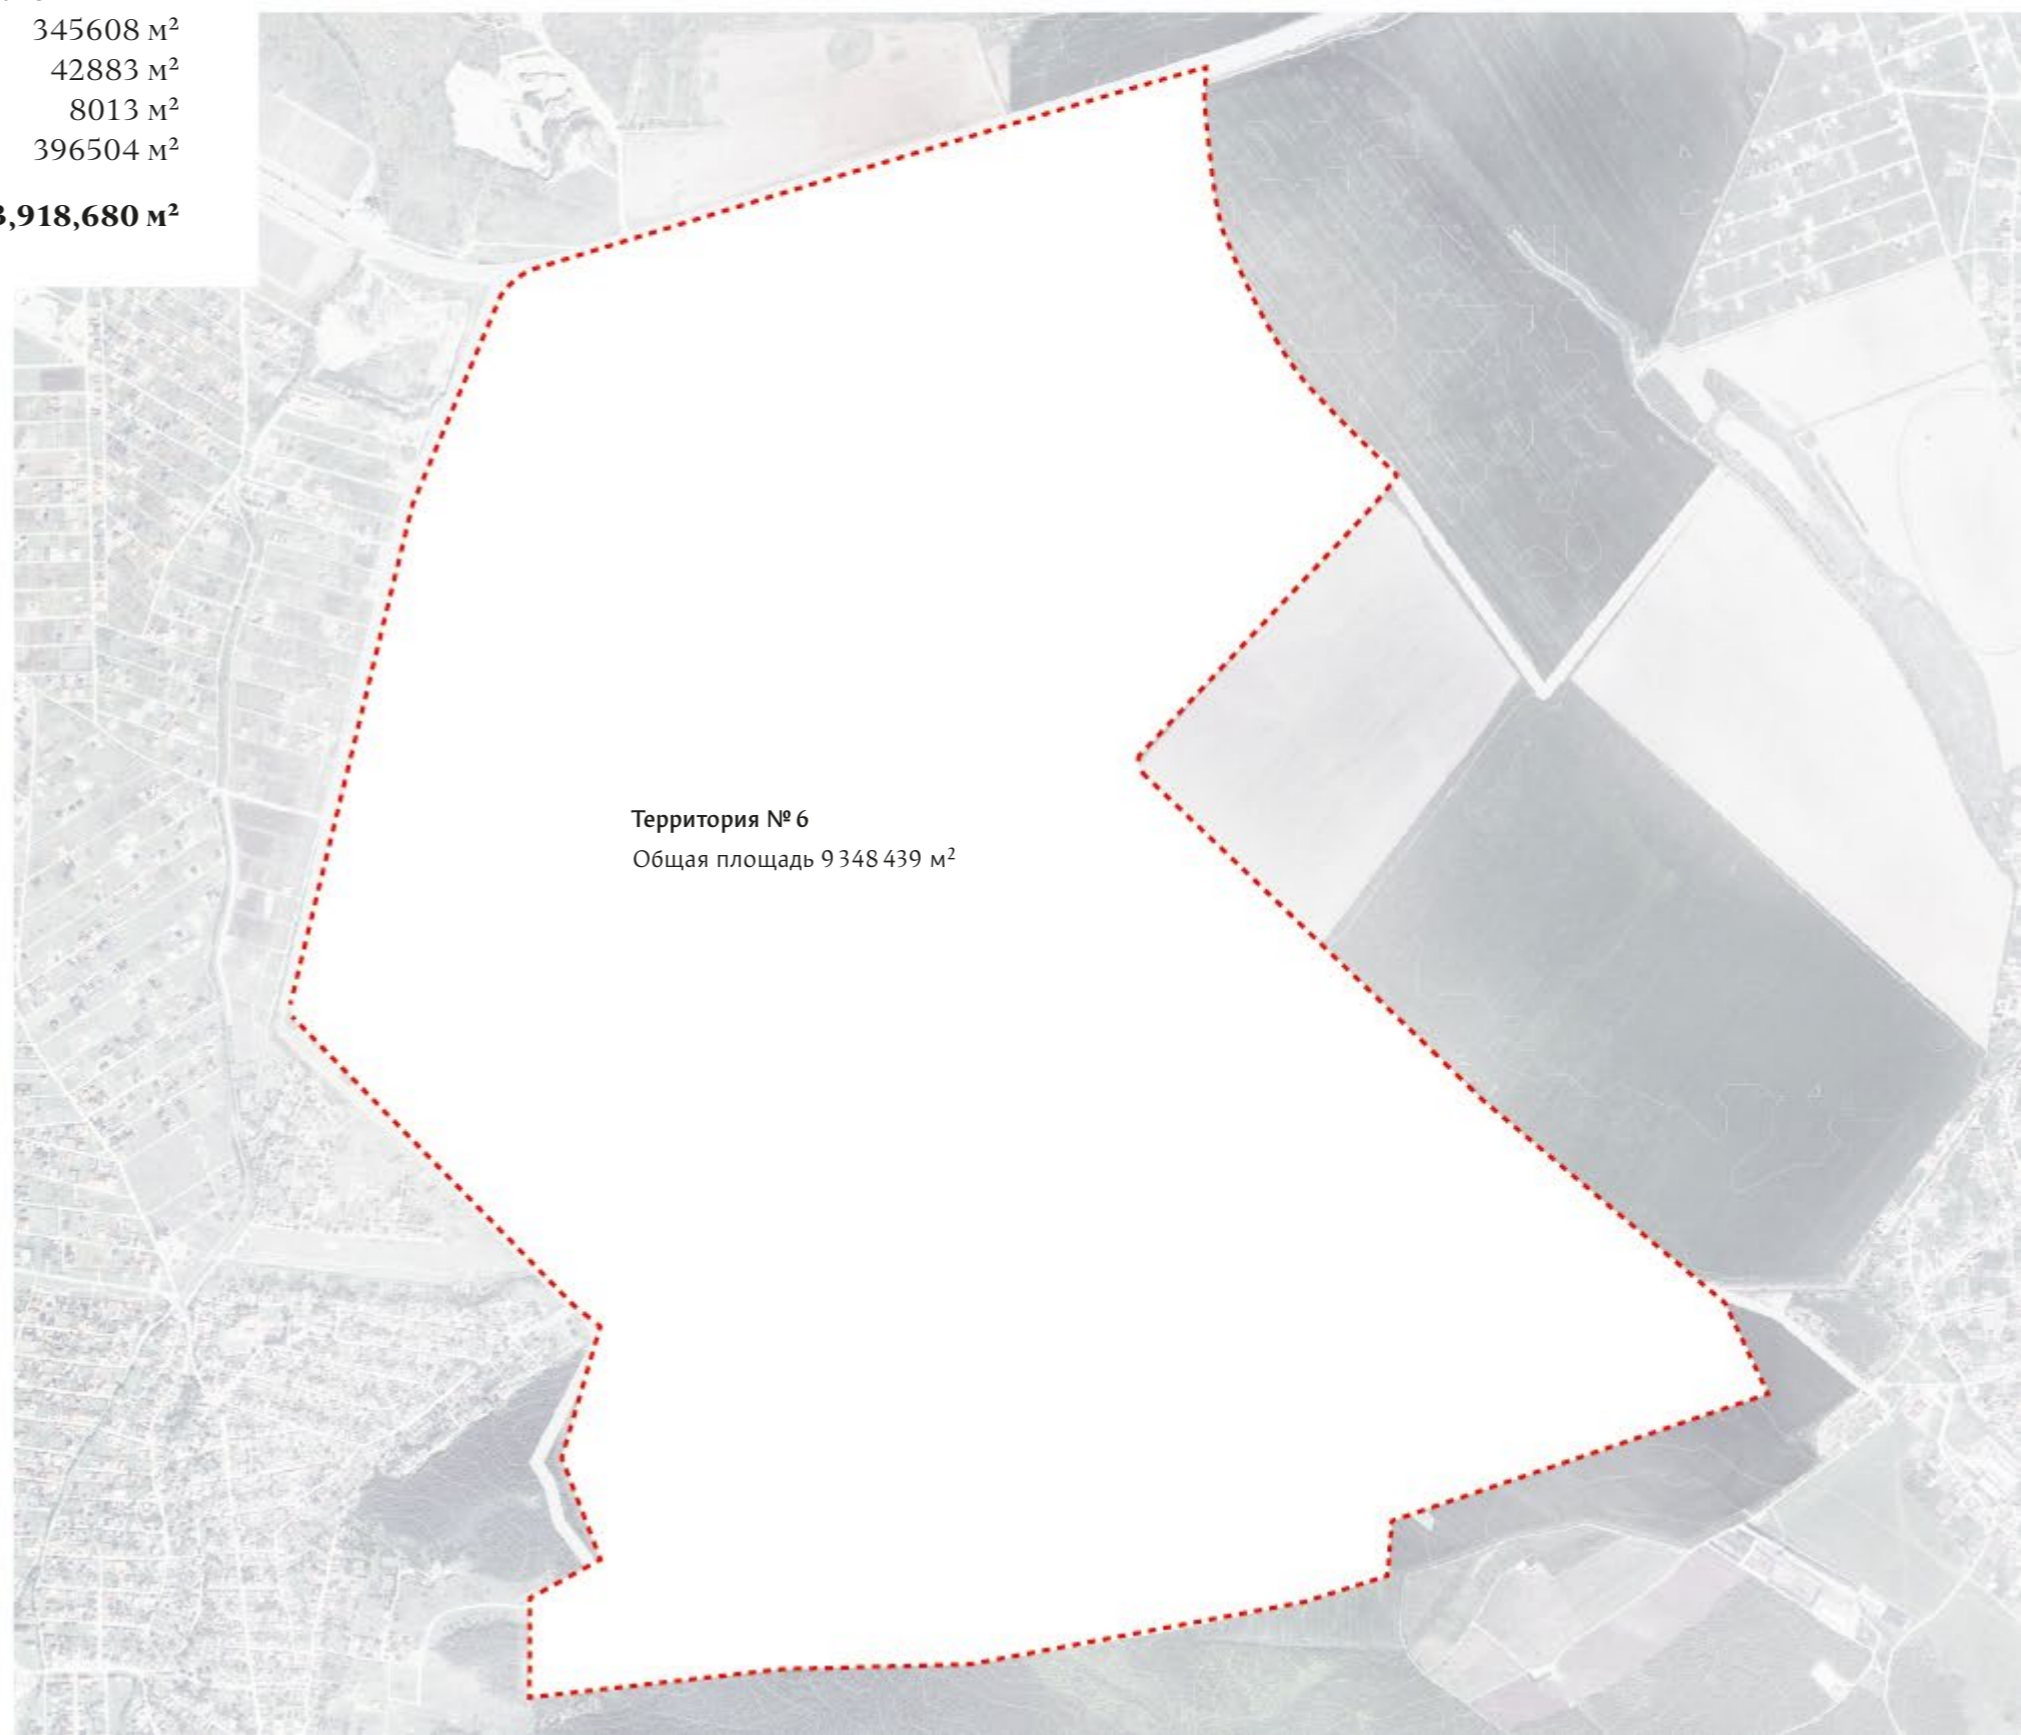 345608 м²
42883 м²
8013 м²
396504 м²
3,918,680 м²
Территория № 6
Общая площадь 9 348 439 м²